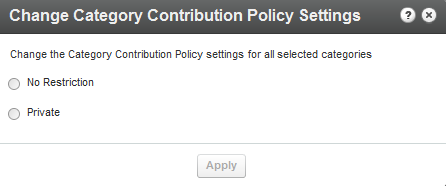 Change Category Contribution Policy Settings
Change the Category Contribution Policy settings for all selected categories
No Restriction
Private
Apply